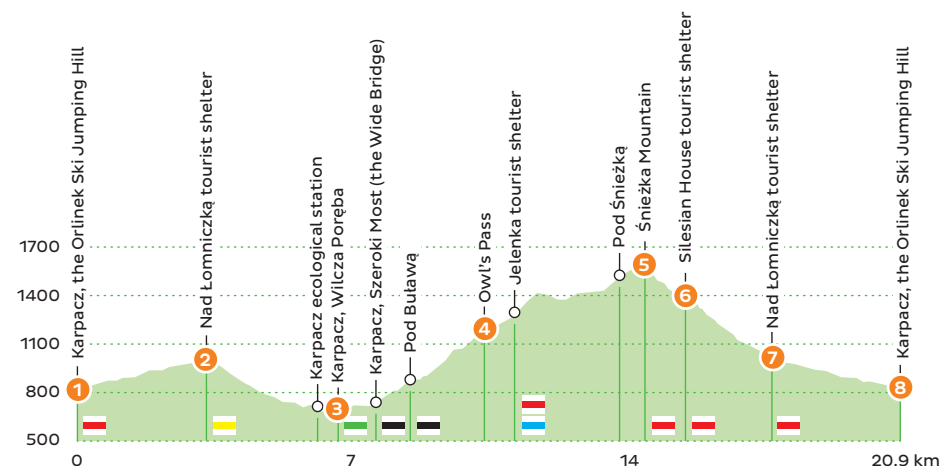 Karpacz, the Orlinek Ski Jumping Hill
Nad Łomniczką tourist shelter
Karpacz ecological station
Karpacz, Wilcza Poręba
Karpacz, Szeroki Most (the Wide Bridge)
Pod Buławą
Owl's Pass
Jelenka tourist shelter
Pod Śnieżką
Śnieżka Mountain
Silesian House tourist shelter
Nad Łomniczką tourist shelter
Karpacz, the Orlinek Ski Jumping Hill
1700
1400
1100
800
500
1
2
3
4
5
6
7
8
0 7 14 20,9 km